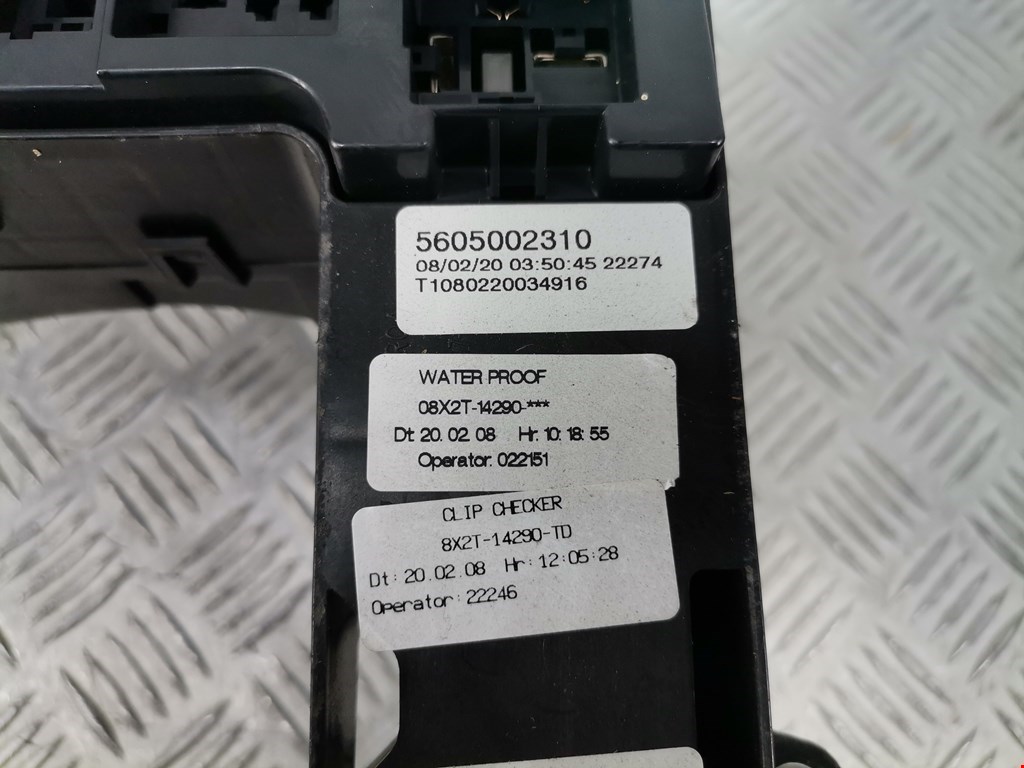 5605002310
08/02/20 03:50:45 22274
T1080220034916
WATER PROOF
08X2T-14290-***
Dt: 20. 02. 08 Hr: 10: 18: 55
Operator: 022151
CLIP CHECKER
8X2T-14290-TD
Dt: 20.02.08 Hr: 12:05:28
Operator: 22246